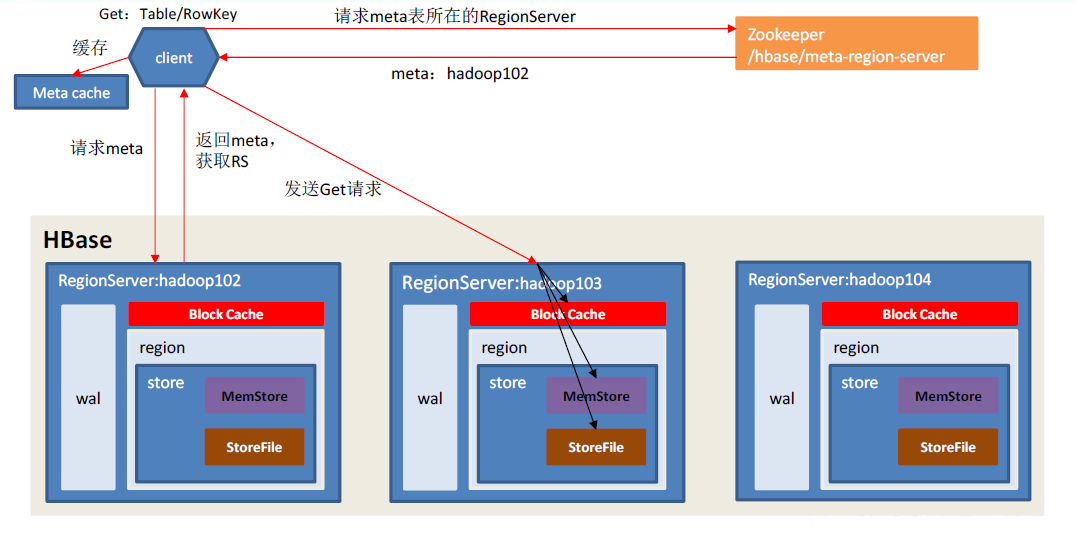 Get：Table/RowKey
请求meta表所在的RegionServer
Zookeeper
/hbase/meta-region-server
缓存
client
meta：hadoop102
Meta cache
请求meta
返回meta，
获取RS
发送Get请求
HBase
RegionServer:hadoop102
Block Cache
region
wal
store
MemStore
StoreFile
RegionServer:hadoop103
Block Cache
region
wal
store
MemStore
StoreFile
RegionServer:hadoop104
Block Cache
region
wal
store
MemStore
StoreFile